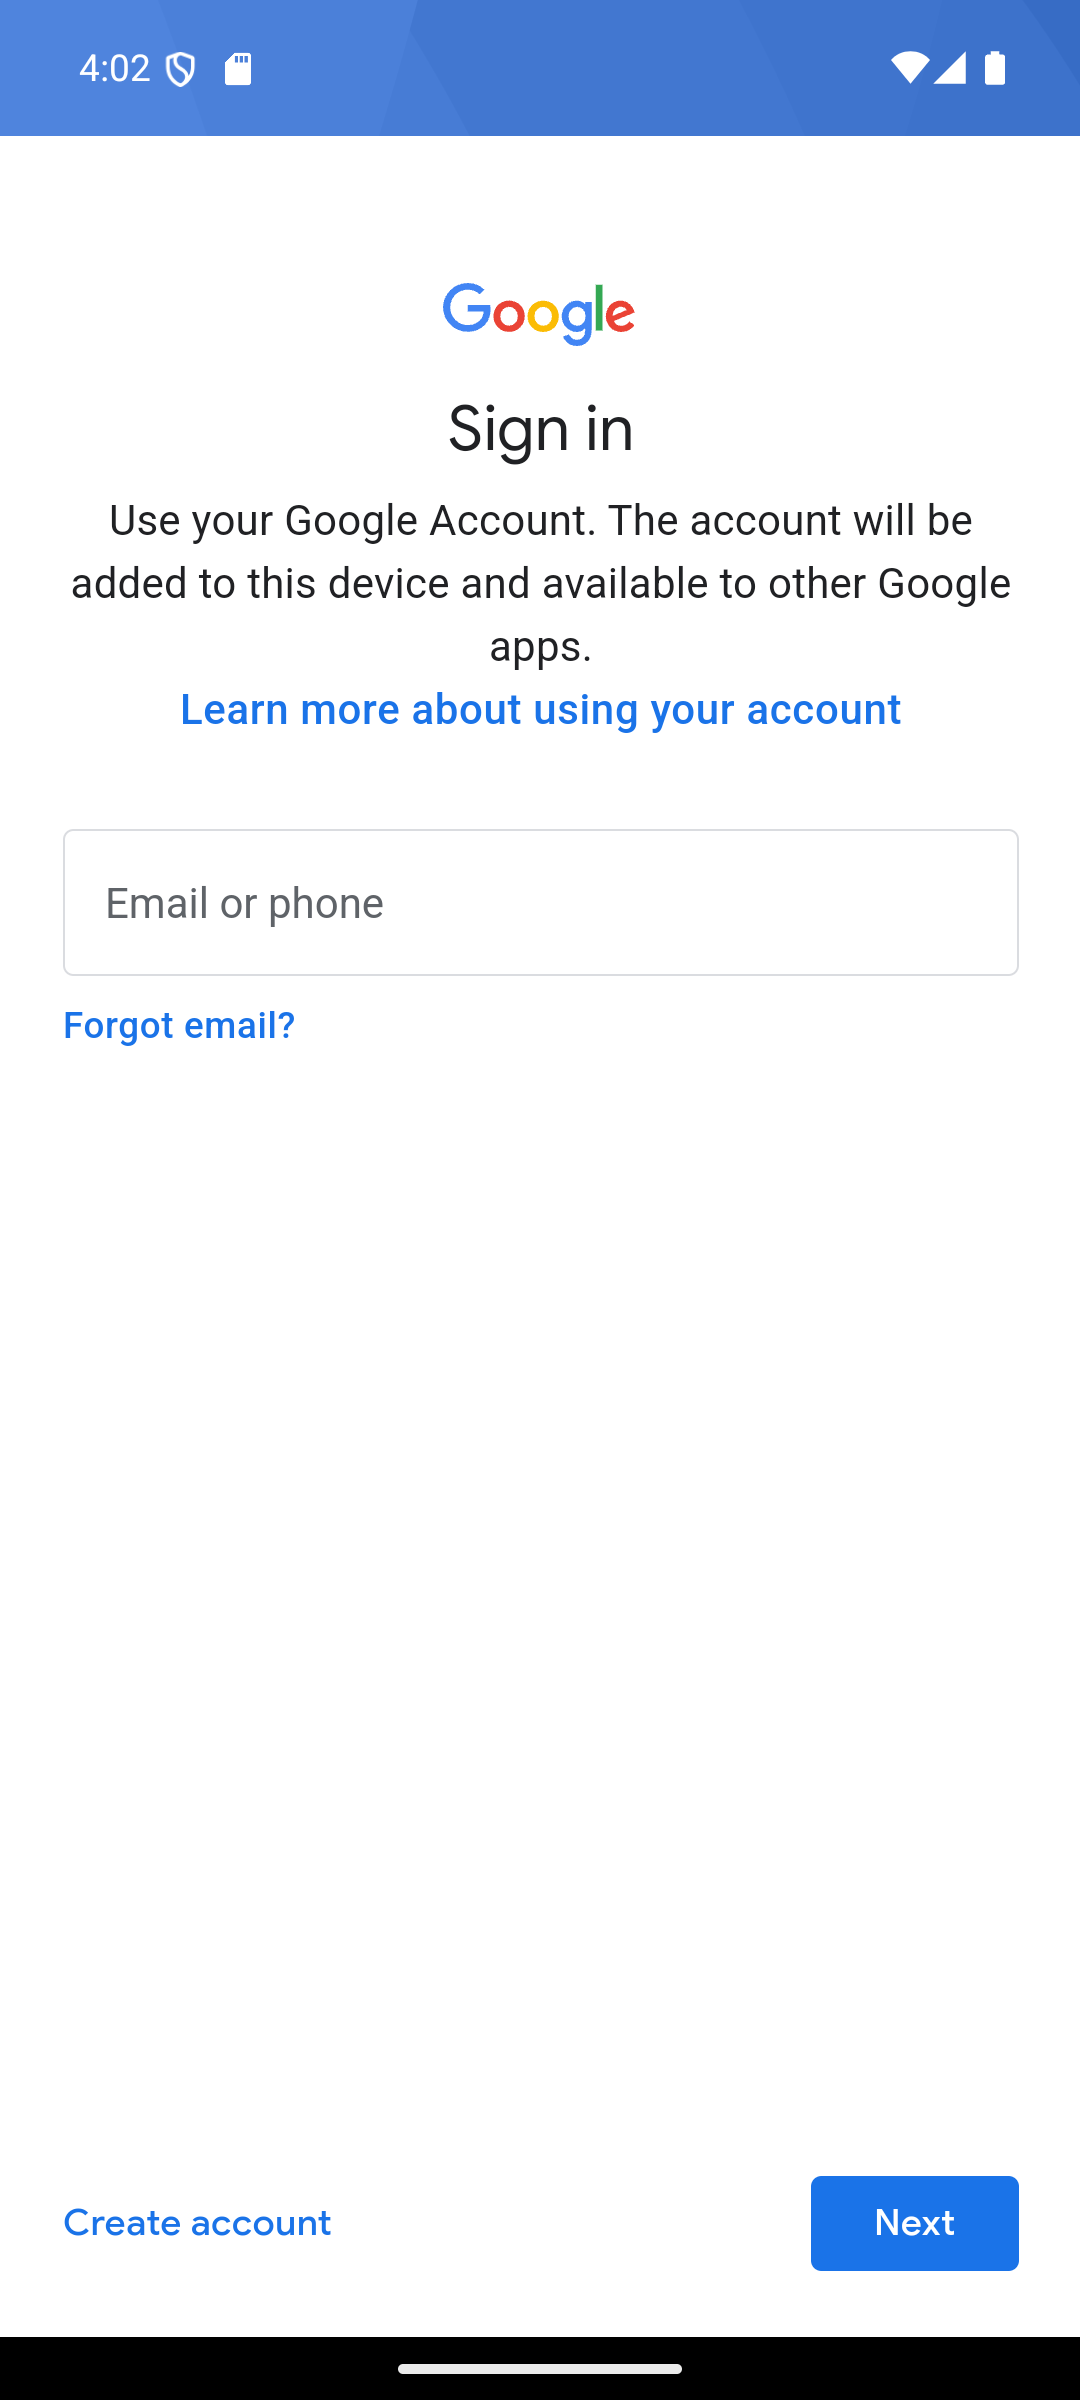 4:02
Google
Sign in
Use your Google Account. The account will be
added to this device and available to other Google
apps.
Learn more about using your account
Email or phone
Forgot email?
Create account
Next